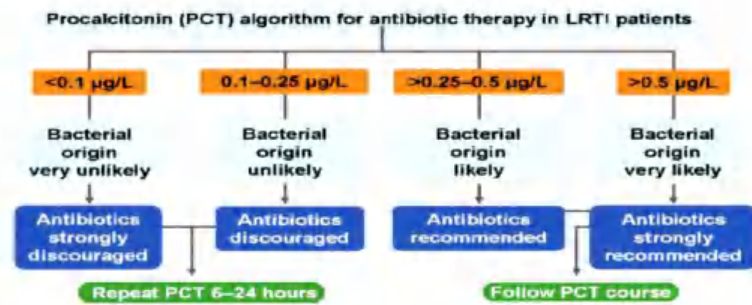 Procalcitonin (PCT) algorithm for antibiotic therapy in LRTI patients
<0.1 µg/L
0.1–0.25 µg/L
>0.25–0.5 µg/L
>0.5 µg/L
Bacterial
origin
very unlikely
Bacterial
origin
unlikely
Bacterial
origin
likely
Bacterial
origin
very likely
Antibiotics
strongly
discouraged
Antibiotics
discouraged
Antibiotics
recommended
Antibiotics
strongly
recommended
Repeat PCT 6–24 hours
Follow PCT course